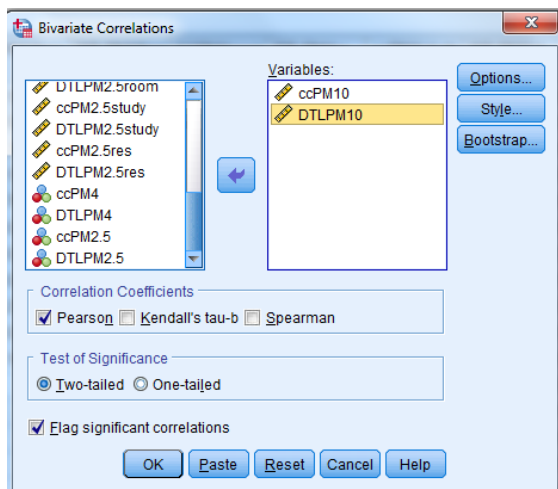 Bivariate Correlations
Variables:
DTLPM2.5room
ccPM2.5study
DTLPM2.5study
ccPM2.5res
DTLPM2.5res
ccPM4
DTLPM4
ccPM2.5
DTLPM2.5
ccPM10
DTLPM10
Options...
Style...
Bootstrap...
Correlation Coefficients
Pearson Kendall's tau-b Spearman
Test of Significance
Two-tailed One-tailed
Flag significant correlations
OK Paste Reset Cancel Help